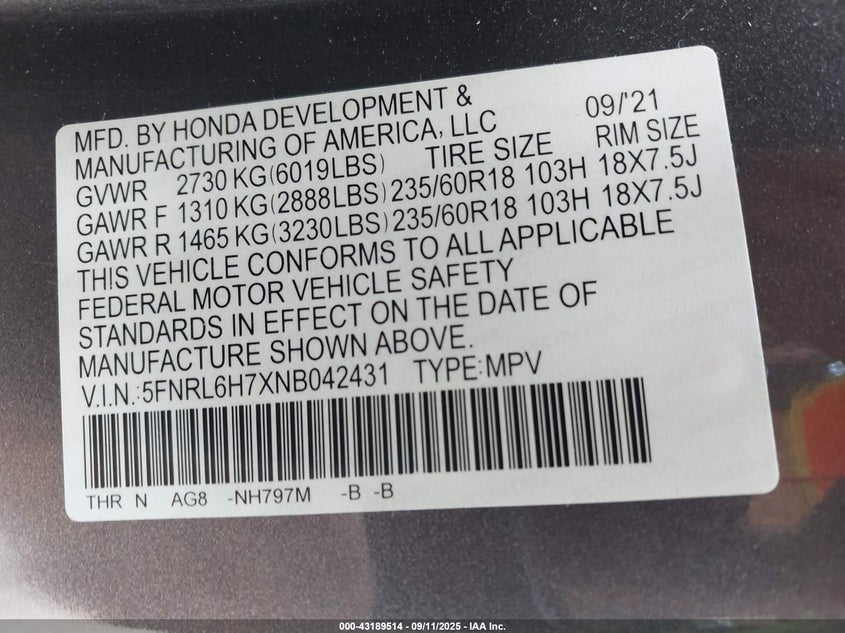 MFD. BY HONDA DEVELOPMENT & 09/'21
MANUFACTURING OF AMERICA, LLC
GVWR 2730 KG(6019LBS) TIRE SIZE RIM SIZE
GAWR F 1310 KG(2888LBS) 235/60R18 103H 18X7.5J
GAWR R 1465 KG(3230LBS) 235/60R18 103H 18X7.5J
THIS VEHICLE CONFORMS TO ALL APPLICABLE
FEDERAL MOTOR VEHICLE SAFETY
STANDARDS IN EFFECT ON THE DATE OF
MANUFACTURE SHOWN ABOVE.
V.I.N.:5FNRL6H7XNB042431 TYPE:MPV
THR N AG8 -NH797M -B -B
000-43189514 - 09/11/2025 - IAA Inc.